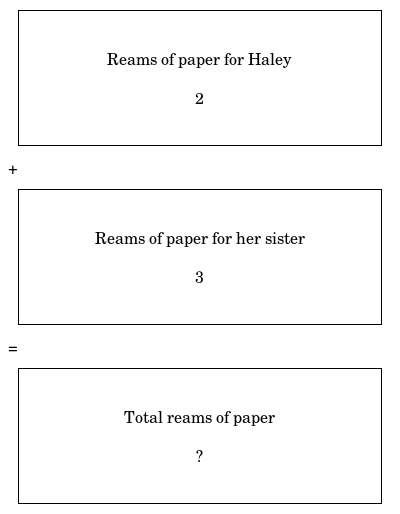 Reams of paper for Haley
2
+
Reams of paper for her sister
3
=
Total reams of paper
?